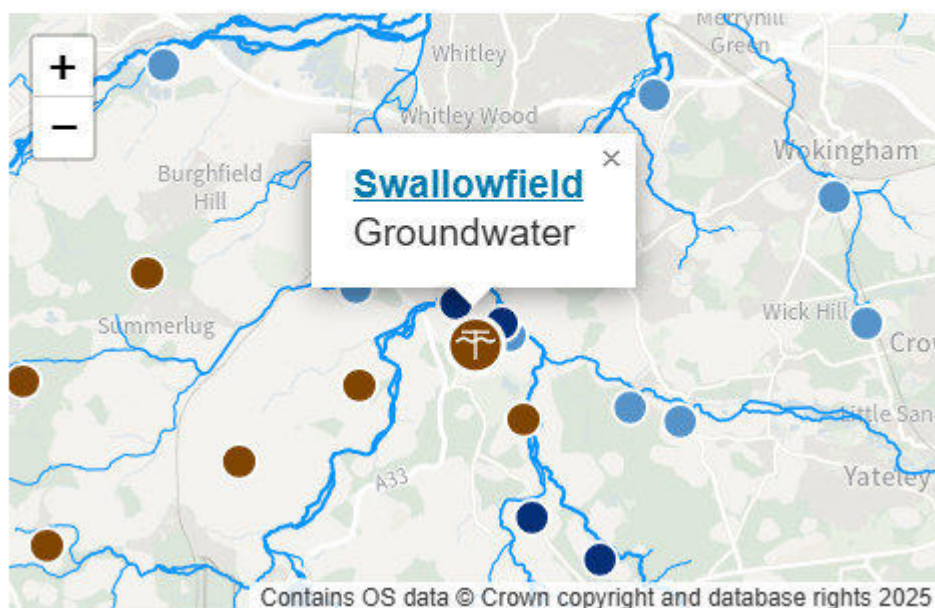 Merryhill
Green
Whitley
+
−
Whitley Wood
Wokingham
Burghfield
Hill
×
Swallowfield
Groundwater
Wick Hill
Summerlug
Crow
Little San
A33
Yateley
Contains OS data © Crown copyright and database rights 2025